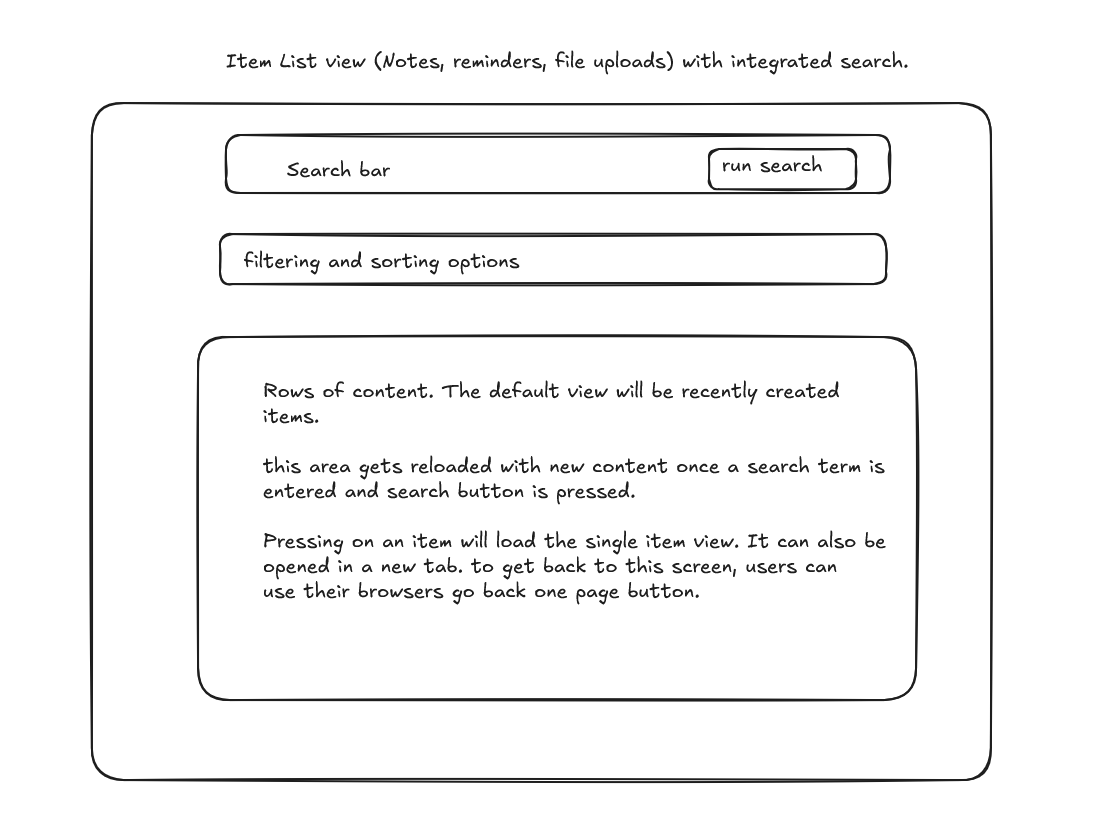 Item List view (Notes, reminders, file uploads) with integrated search.
Search bar
run search
filtering and sorting options
Rows of content. The default view will be recently created
items.
this area gets reloaded with new content once a search term is
entered and search button is pressed.
Pressing on an item will load the single item view. It can also be
opened in a new tab. to get back to this screen, users can
use their browsers go back one page button.